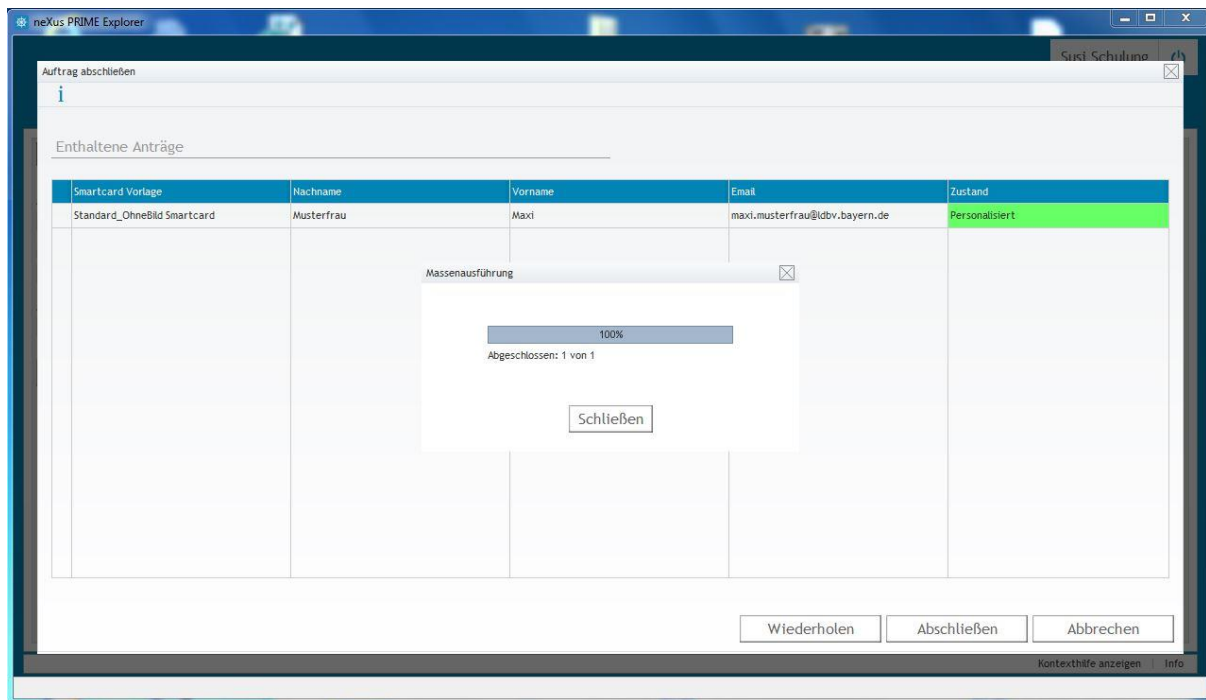 neXus PRIME Explorer
Susi Schulung
Auftrag abschließen
i
Enthaltene Anträge
Smartcard Vorlage Nachname Vorname Email Zustand
Standard_OhneBild Smartcard Musterfrau Maxi maxi.musterfrau@ldbv.bayern.de Personalisiert
Massenausführung
100%
Abgeschlossen: 1 von 1
Schließen
Wiederholen Abschließen Abbrechen
Kontexthilfe anzeigen Info